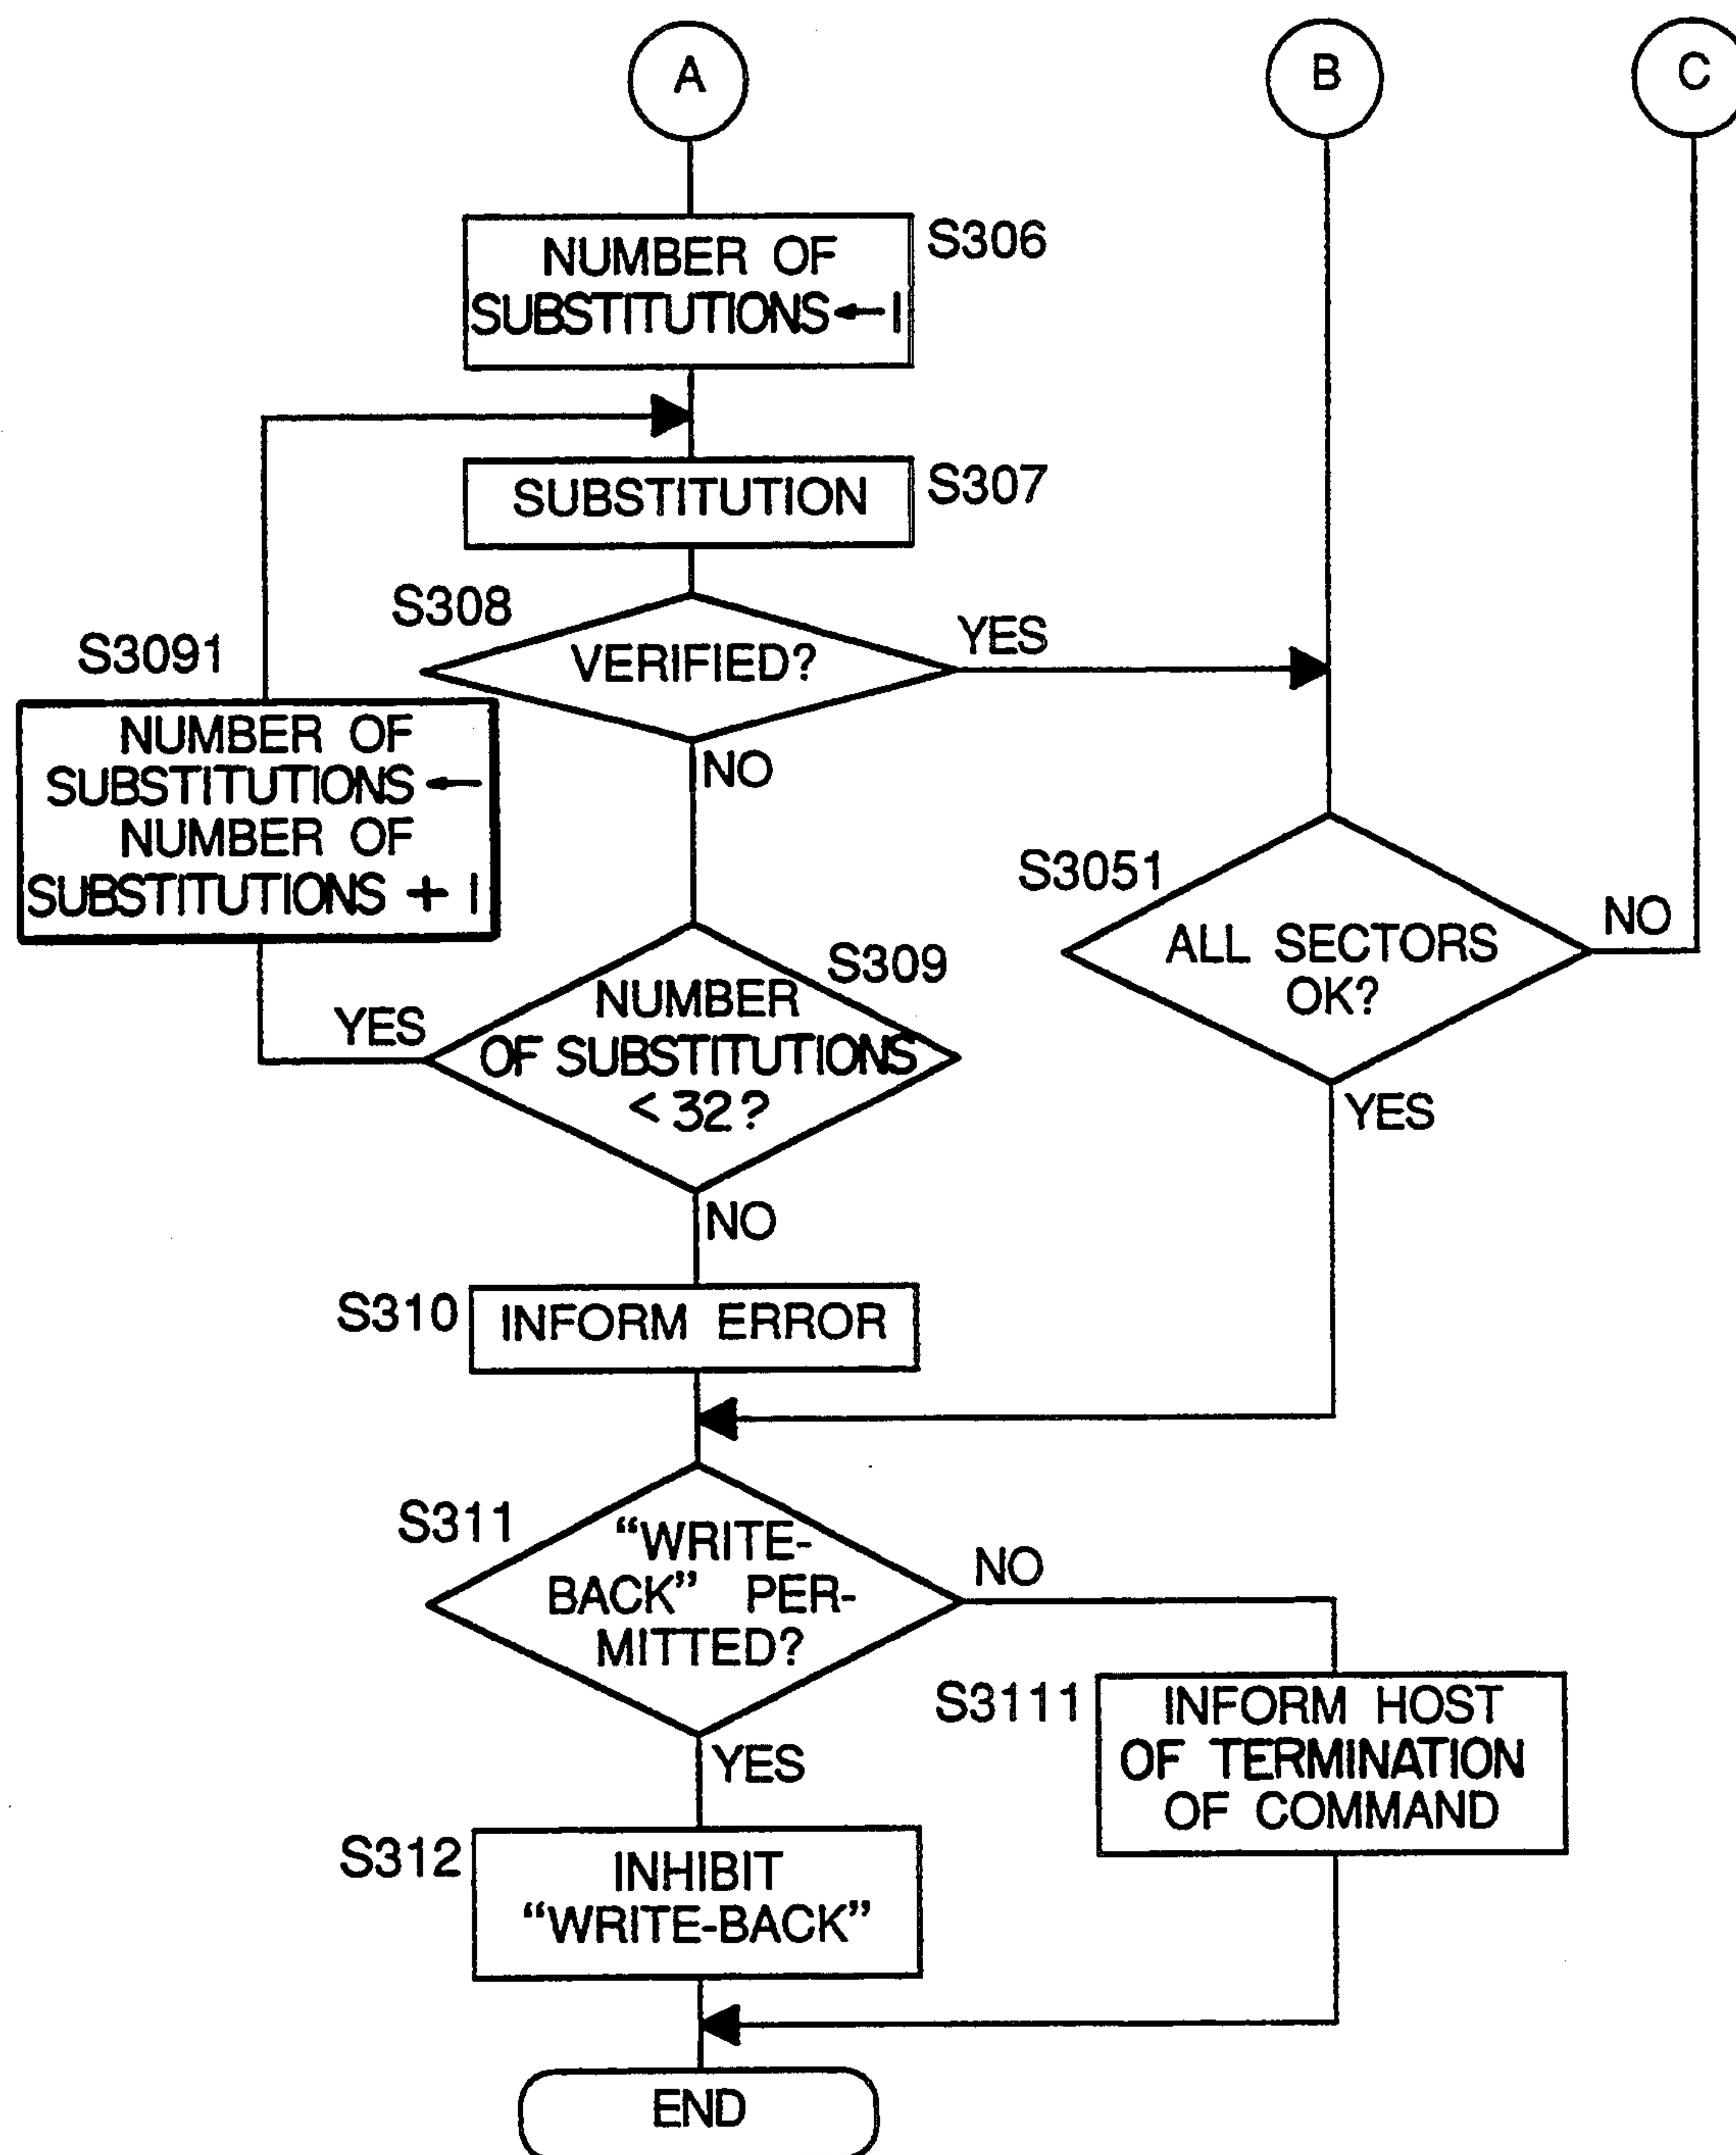 A
B
C
NUMBER OF
SUBSTITUTIONS ← 1
S306
SUBSTITUTION
S307
S308
VERIFIED?
YES
NO
S3091
NUMBER OF
SUBSTITUTIONS ←
NUMBER OF
SUBSTITUTIONS + 1
S3051
ALL SECTORS
OK?
NO
YES
S309
NUMBER
OF SUBSTITUTIONS
< 32?
YES
NO
S310
INFORM ERROR
S311
“WRITE-
BACK” PER-
MITTED?
NO
YES
S3111
INFORM HOST
OF TERMINATION
OF COMMAND
S312
INHIBIT
“WRITE-BACK”
END